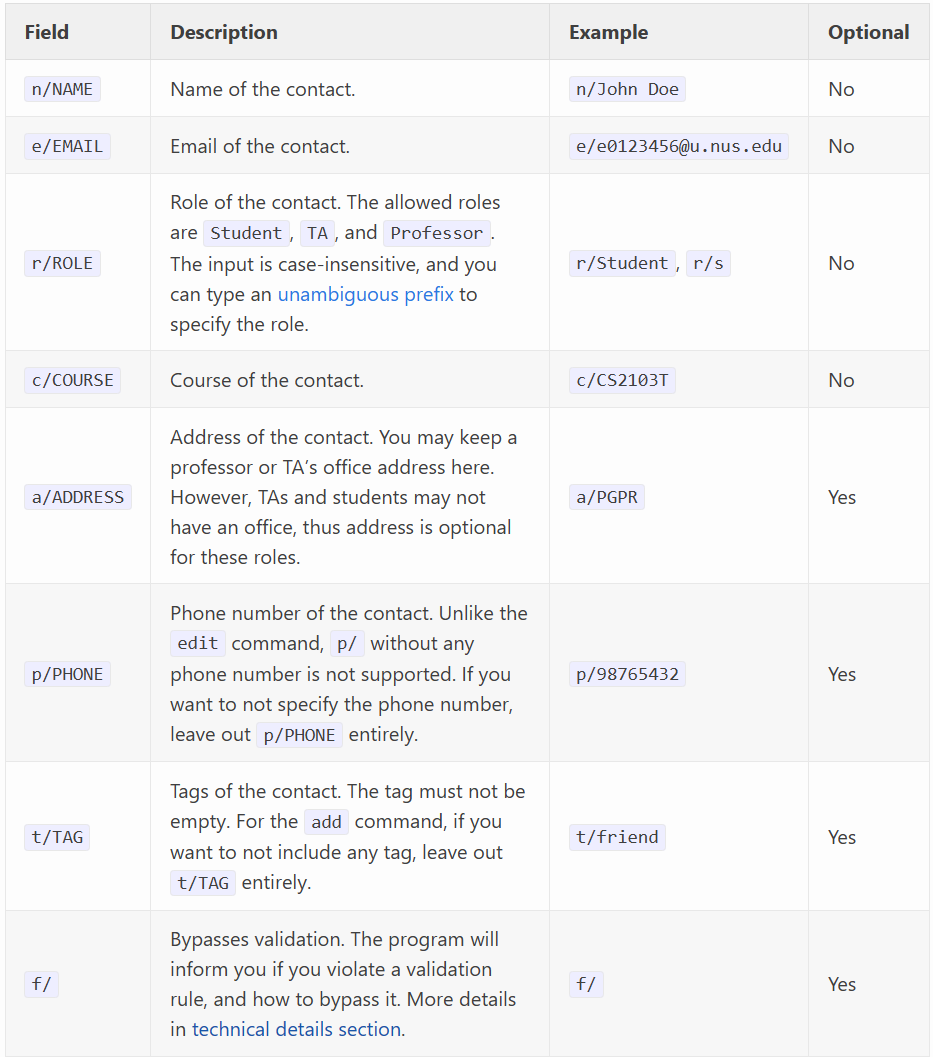 Field Description Example Optional
n/NAME Name of the contact. n/John Doe No
e/EMAIL Email of the contact. e/e0123456@u.nus.edu No
Role of the contact. The allowed roles
are Student, TA, and Professor.
r/ROLE The input is case-insensitive, and you r/Student, r/s No
can type an unambiguous prefix to
specify the role.
c/COURSE Course of the contact. c/CS2103T No
Address of the contact. You may keep a
professor or TA’s office address here.
a/ADDRESS However, TAs and students may not a/PGPR Yes
have an office, thus address is optional
for these roles.
Phone number of the contact. Unlike the
edit command, p/ without any
p/PHONE phone number is not supported. If you p/98765432 Yes
want to not specify the phone number,
leave out p/PHONE entirely.
Tags of the contact. The tag must not be
empty. For the add command, if you
t/TAG want to not include any tag, leave out t/friend Yes
t/TAG entirely.
Bypasses validation. The program will
inform you if you violate a validation
f/ rule, and how to bypass it. More details f/ Yes
in technical details section.